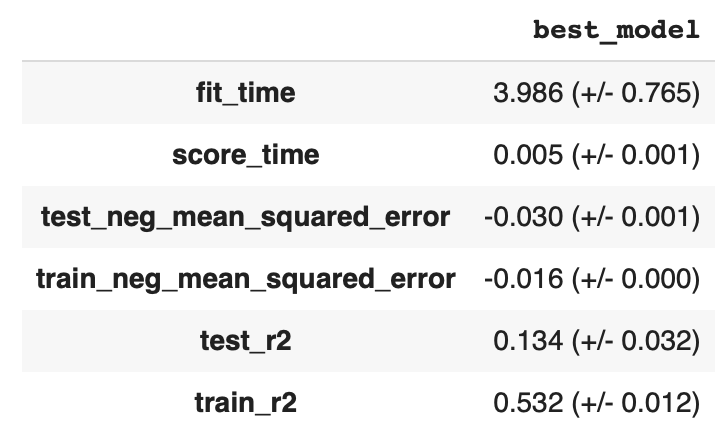 best_model
fit_time 3.986 (+/- 0.765)
score_time 0.005 (+/- 0.001)
test_neg_mean_squared_error -0.030 (+/- 0.001)
train_neg_mean_squared_error -0.016 (+/- 0.000)
test_r2 0.134 (+/- 0.032)
train_r2 0.532 (+/- 0.012)